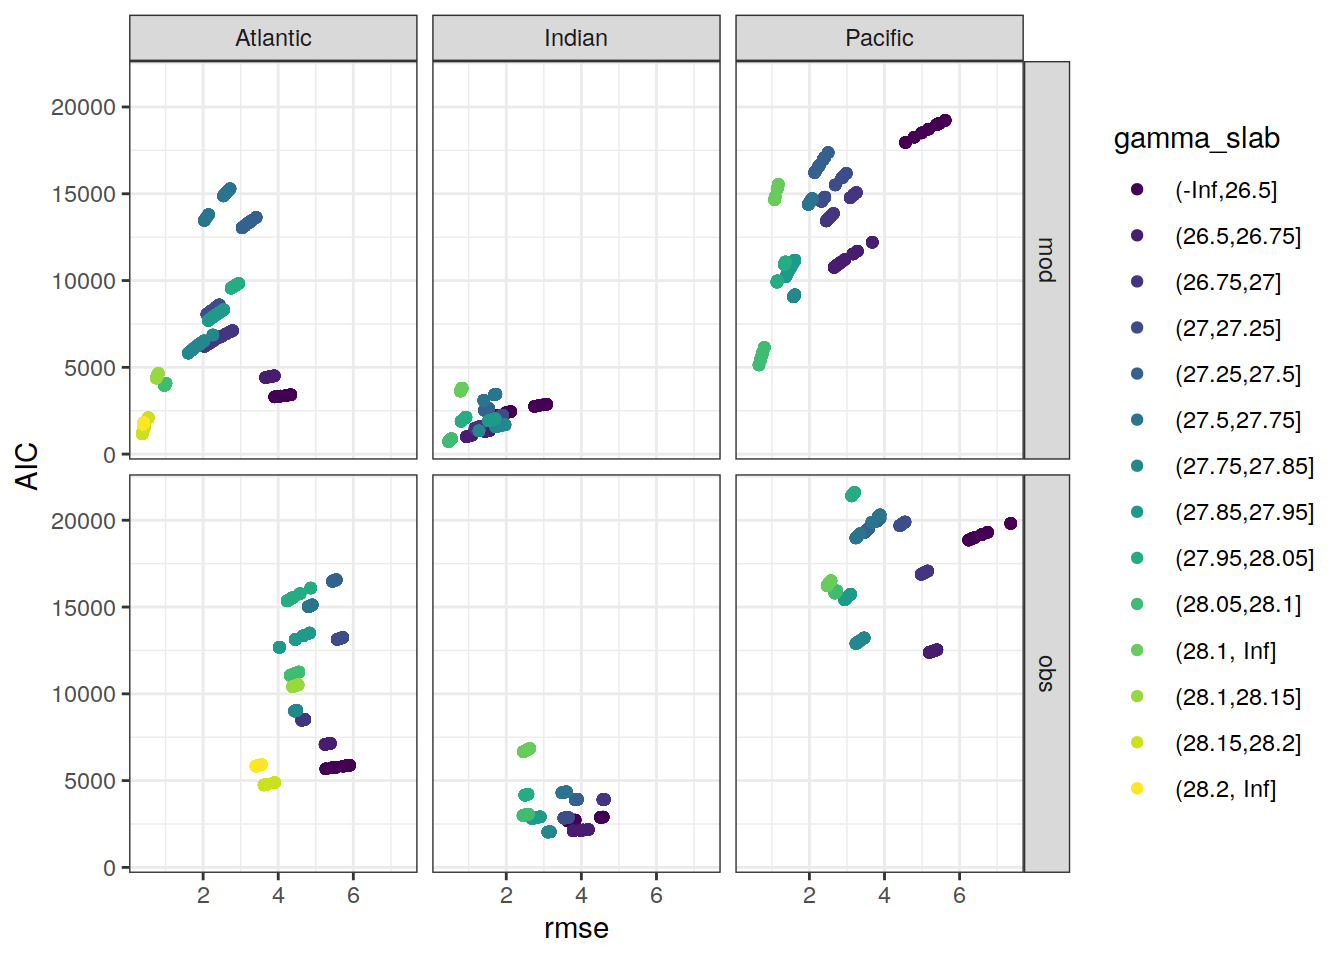 Atlantic Indian Pacific
20000
15000
10000
5000
0
mod
20000
15000
10000
5000
0
obs
AIC
2 4 6 2 4 6 2 4 6
rmse
gamma_slab
(-Inf,26.5]
(26.5,26.75]
(26.75,27]
(27,27.25]
(27.25,27.5]
(27.5,27.75]
(27.75,27.85]
(27.85,27.95]
(27.95,28.05]
(28.05,28.1]
(28.1, Inf]
(28.1,28.15]
(28.15,28.2]
(28.2, Inf]